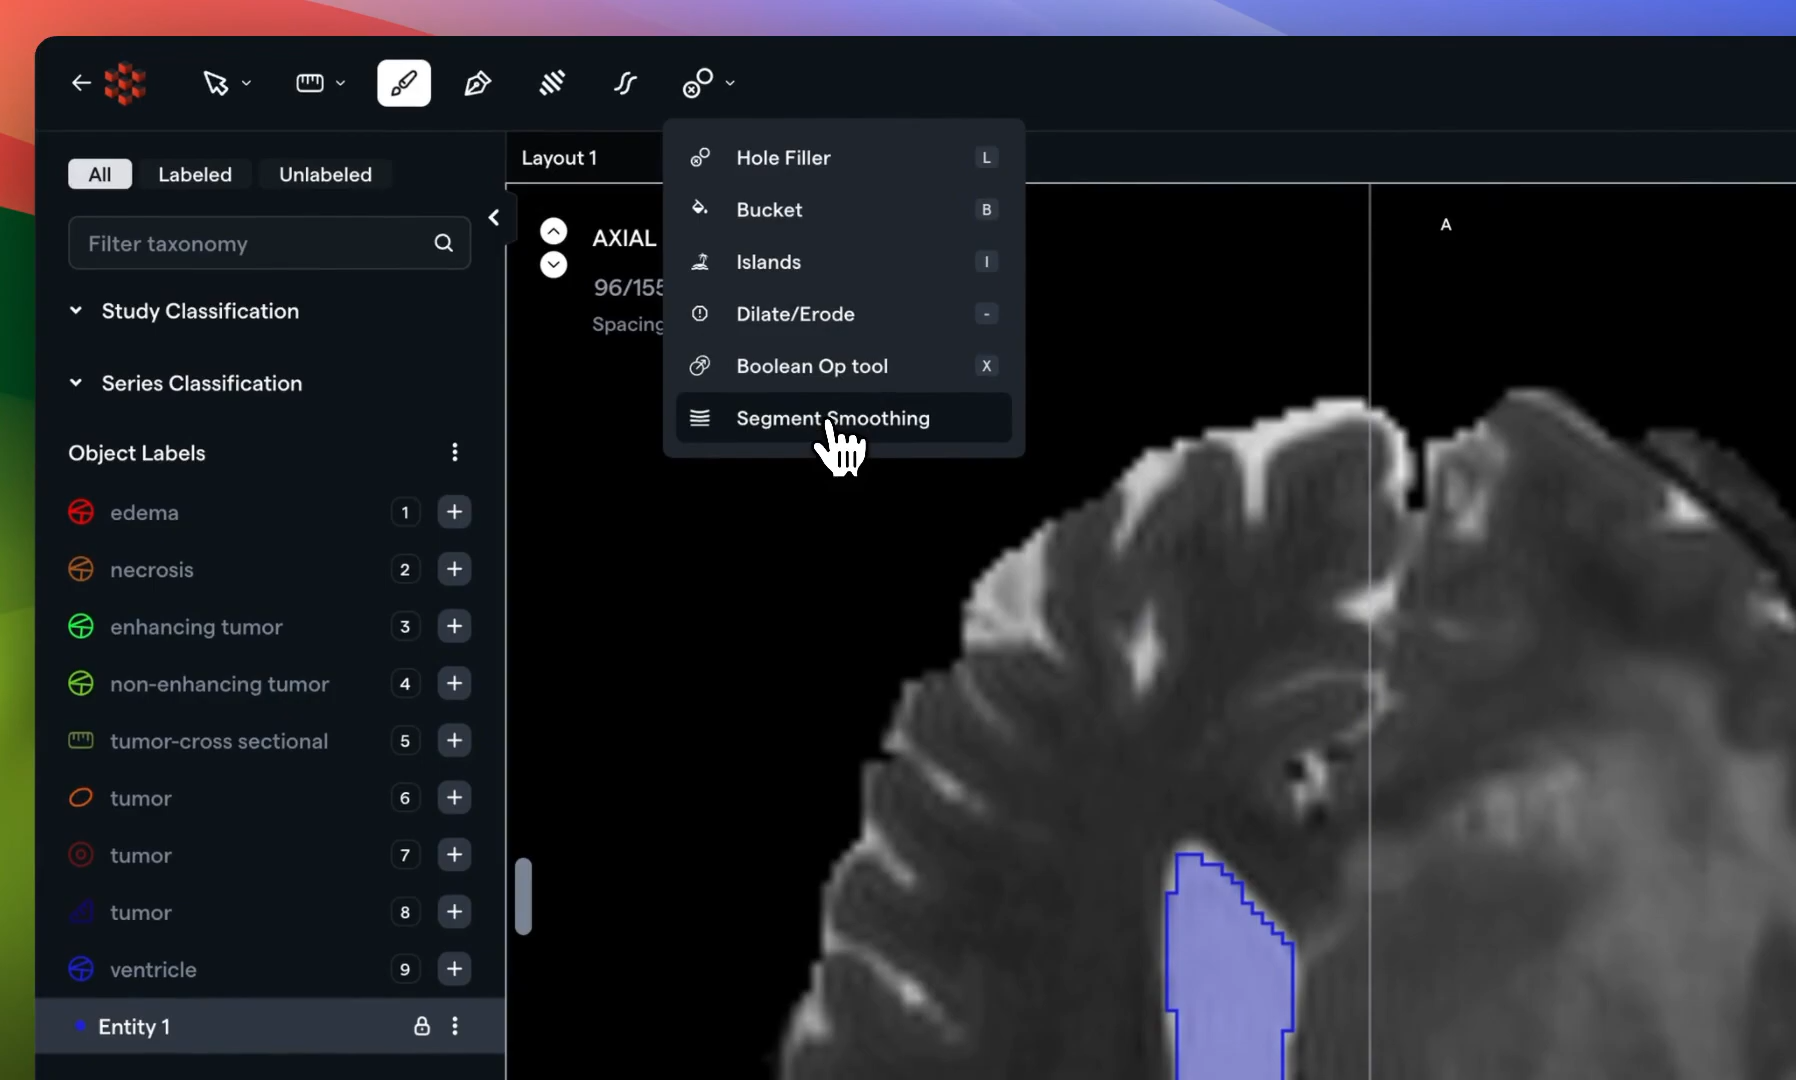 All
Labeled
Unlabeled
Filter taxonomy
Study Classification
Series Classification
Object Labels
edema 1 +
necrosis 2 +
enhancing tumor 3 +
non-enhancing tumor 4 +
tumor-cross sectional 5 +
tumor 6 +
tumor 7 +
tumor 8 +
ventricle 9 +
Entity 1
Layout 1
AXIAL
96/155
Spacing
Hole Filler L
Bucket B
Islands I
Dilate/Erode -
Boolean Op tool X
Segment Smoothing
A